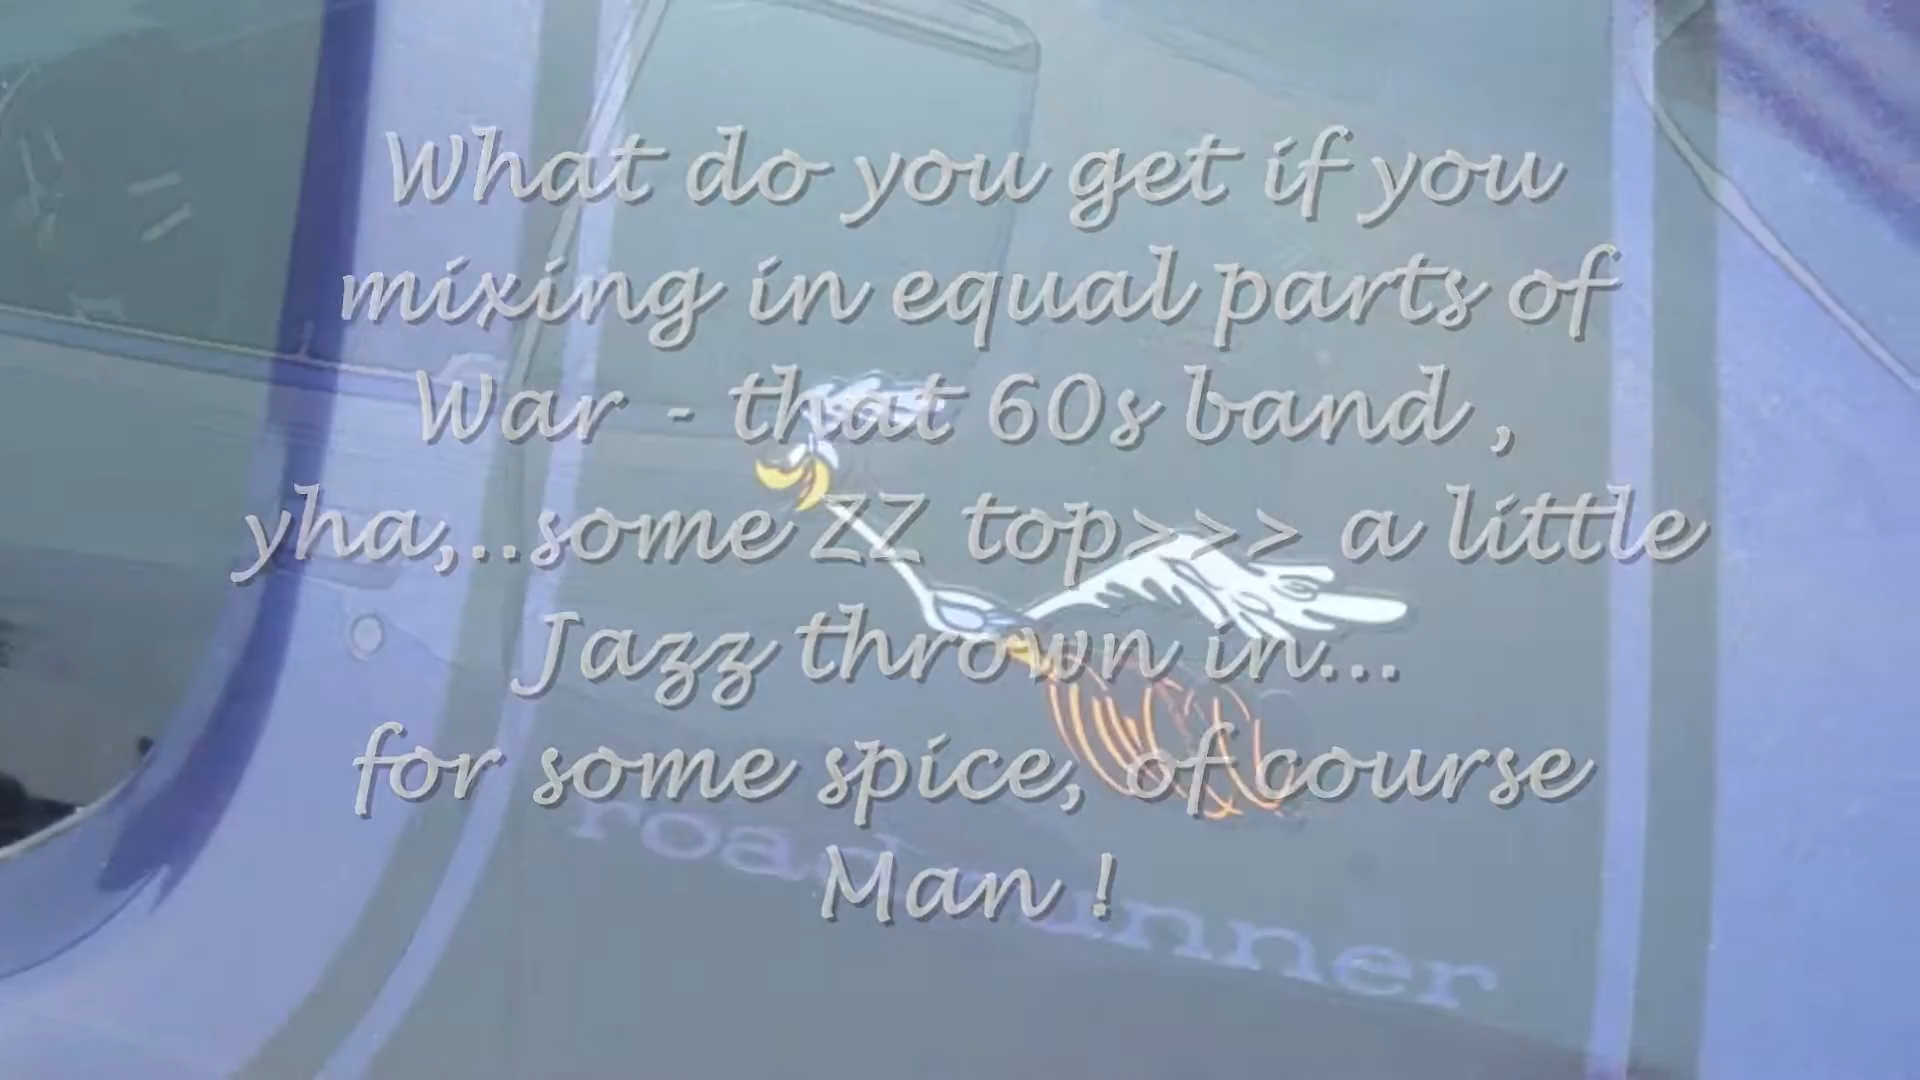 What do you get if you
mixing in equal parts of
War - that 60s band ,
yha,..some ZZ top>>> a little
Jazz thrown in...
for some spice, of course
Man !
roadrunner